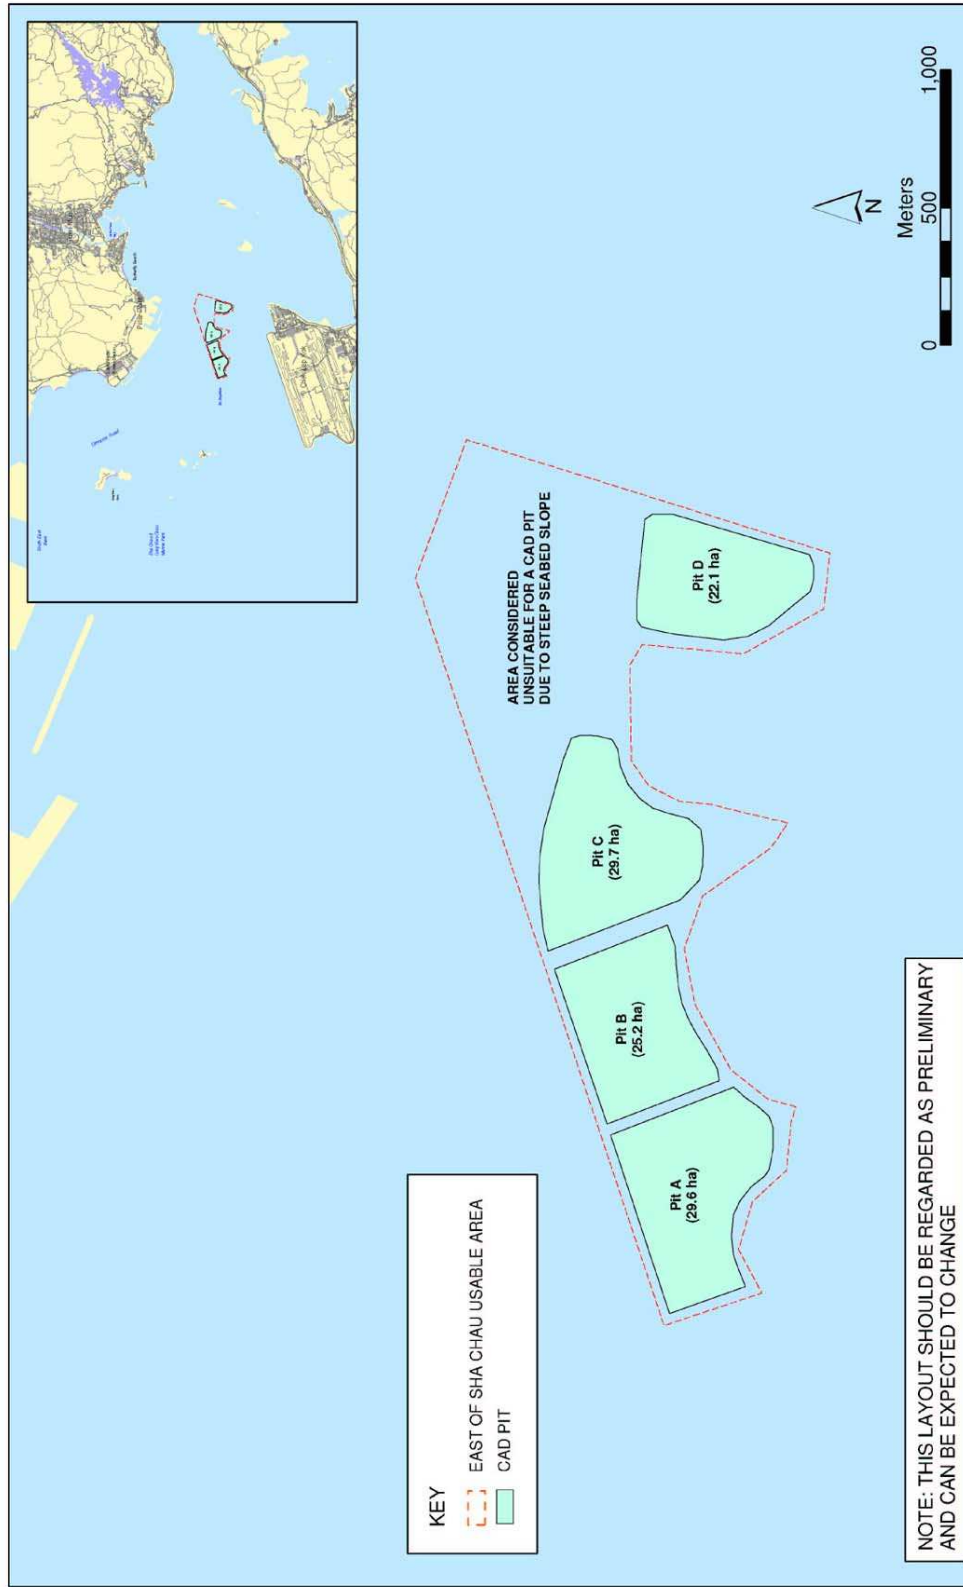 AREA CONSIDERED
UNSUITABLE FOR A CAD PIT
DUE TO STEEP SEABED SLOPE
Pit A
(29.6 ha)
Pit B
(25.2 ha)
Pit C
(29.7 ha)
Pit D
(22.1 ha)
KEY
EAST OF SHA CHAU USABLE AREA
CAD PIT
N
Meters
0 500 1,000
NOTE: THIS LAYOUT SHOULD BE REGARDED AS PRELIMINARY
AND CAN BE EXPECTED TO CHANGE